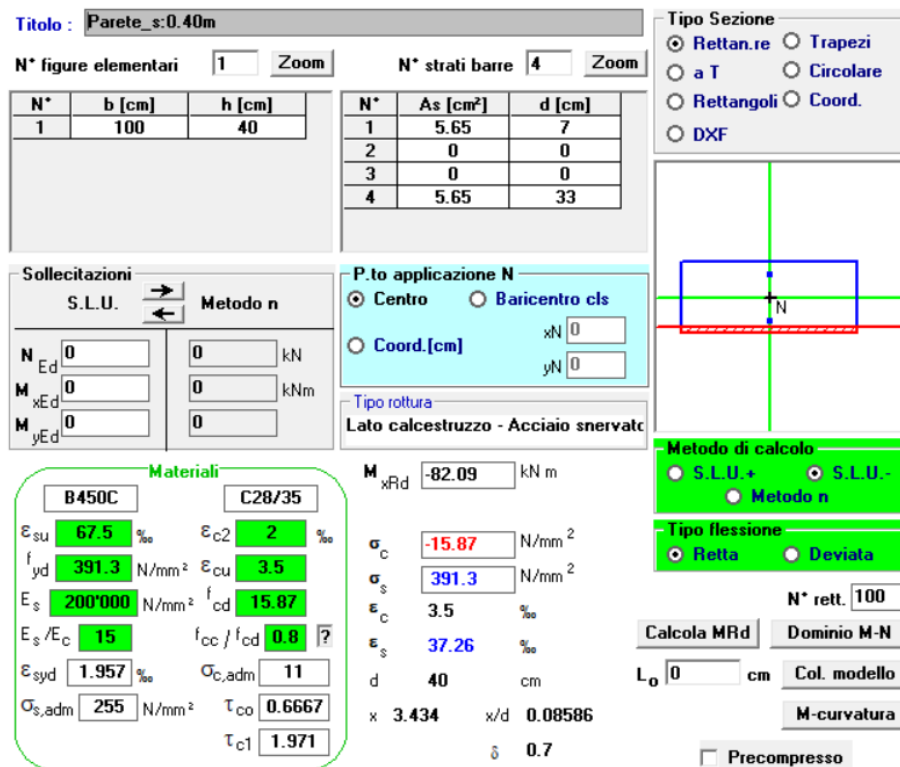 Titolo : Parete_s:0.40m
N° figure elementari 1 Zoom
N° strati barre 4 Zoom
N° b [cm] h [cm]
1 100 40
N° As [cm²] d [cm]
1 5.65 7
2 0 0
3 0 0
4 5.65 33
Tipo Sezione
Rettan.re Trapezi
a T Circolare
Rettangoli Coord.
DXF
N
Sollecitazioni
S.L.U. Metodo n
N Ed 0 0 kN
M xEd 0 0 kNm
M yEd 0 0
P.to applicazione N
Centro Baricentro cls
Coord.[cm] xN 0
yN 0
Tipo rottura
Lato calcestruzzo - Acciaio snervato
Metodo di calcolo
S.L.U.+ S.L.U.-
Metodo n
Tipo flessione
Retta Deviata
Materiali
B450C C28/35
εsu 67.5 ‰ εc2 2 ‰
fyd 391.3 N/mm² εcu 3.5
Es 200'000 N/mm² fcd 15.87
Es/Ec 15 fcc / fcd 0.8 ?
εsyd 1.957 ‰ σc,adm 11
σs,adm 255 N/mm² τco 0.6667
τc1 1.971
M xRd -82.09 kN m
σc -15.87 N/mm²
σs 391.3 N/mm²
εc 3.5 ‰
εs 37.26 ‰
d 40 cm
x 3.434 x/d 0.08586
δ 0.7
N° rett. 100
Calcola MRd Dominio M-N
Lo 0 cm Col. modello
M-curvatura
Precompresso